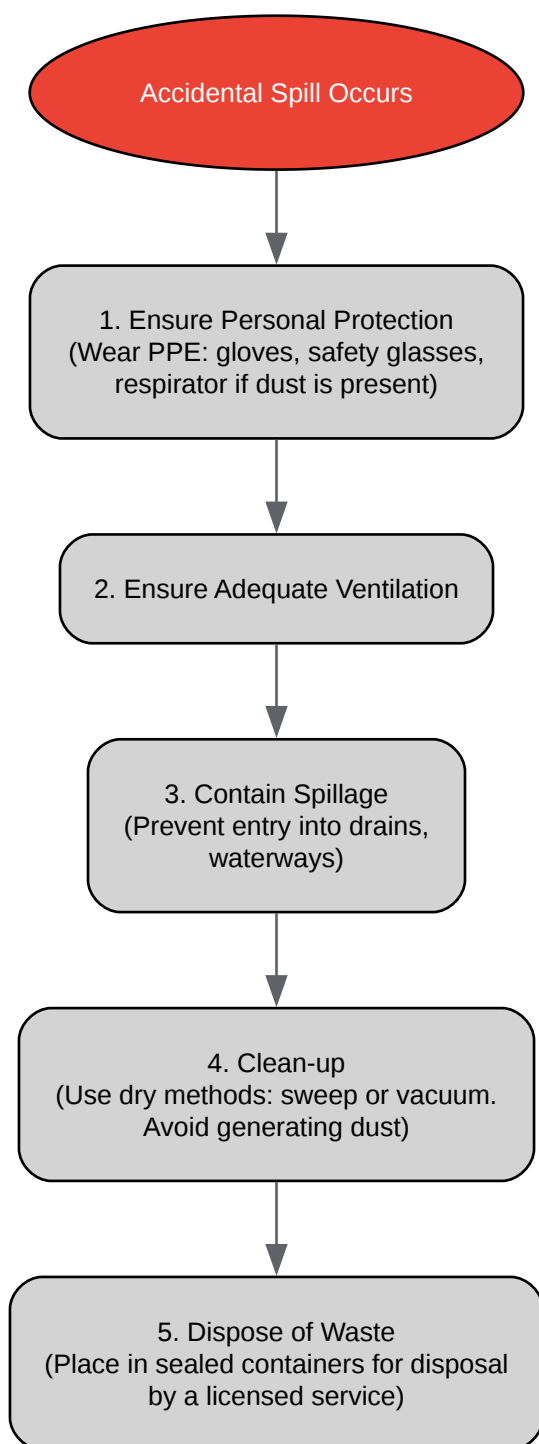 Accidental Spill Occurs
1. Ensure Personal Protection
(Wear PPE: gloves, safety glasses,
respirator if dust is present)
2. Ensure Adequate Ventilation
3. Contain Spillage
(Prevent entry into drains,
waterways)
4. Clean-up
(Use dry methods: sweep or vacuum.
Avoid generating dust)
5. Dispose of Waste
(Place in sealed containers for disposal
by a licensed service)